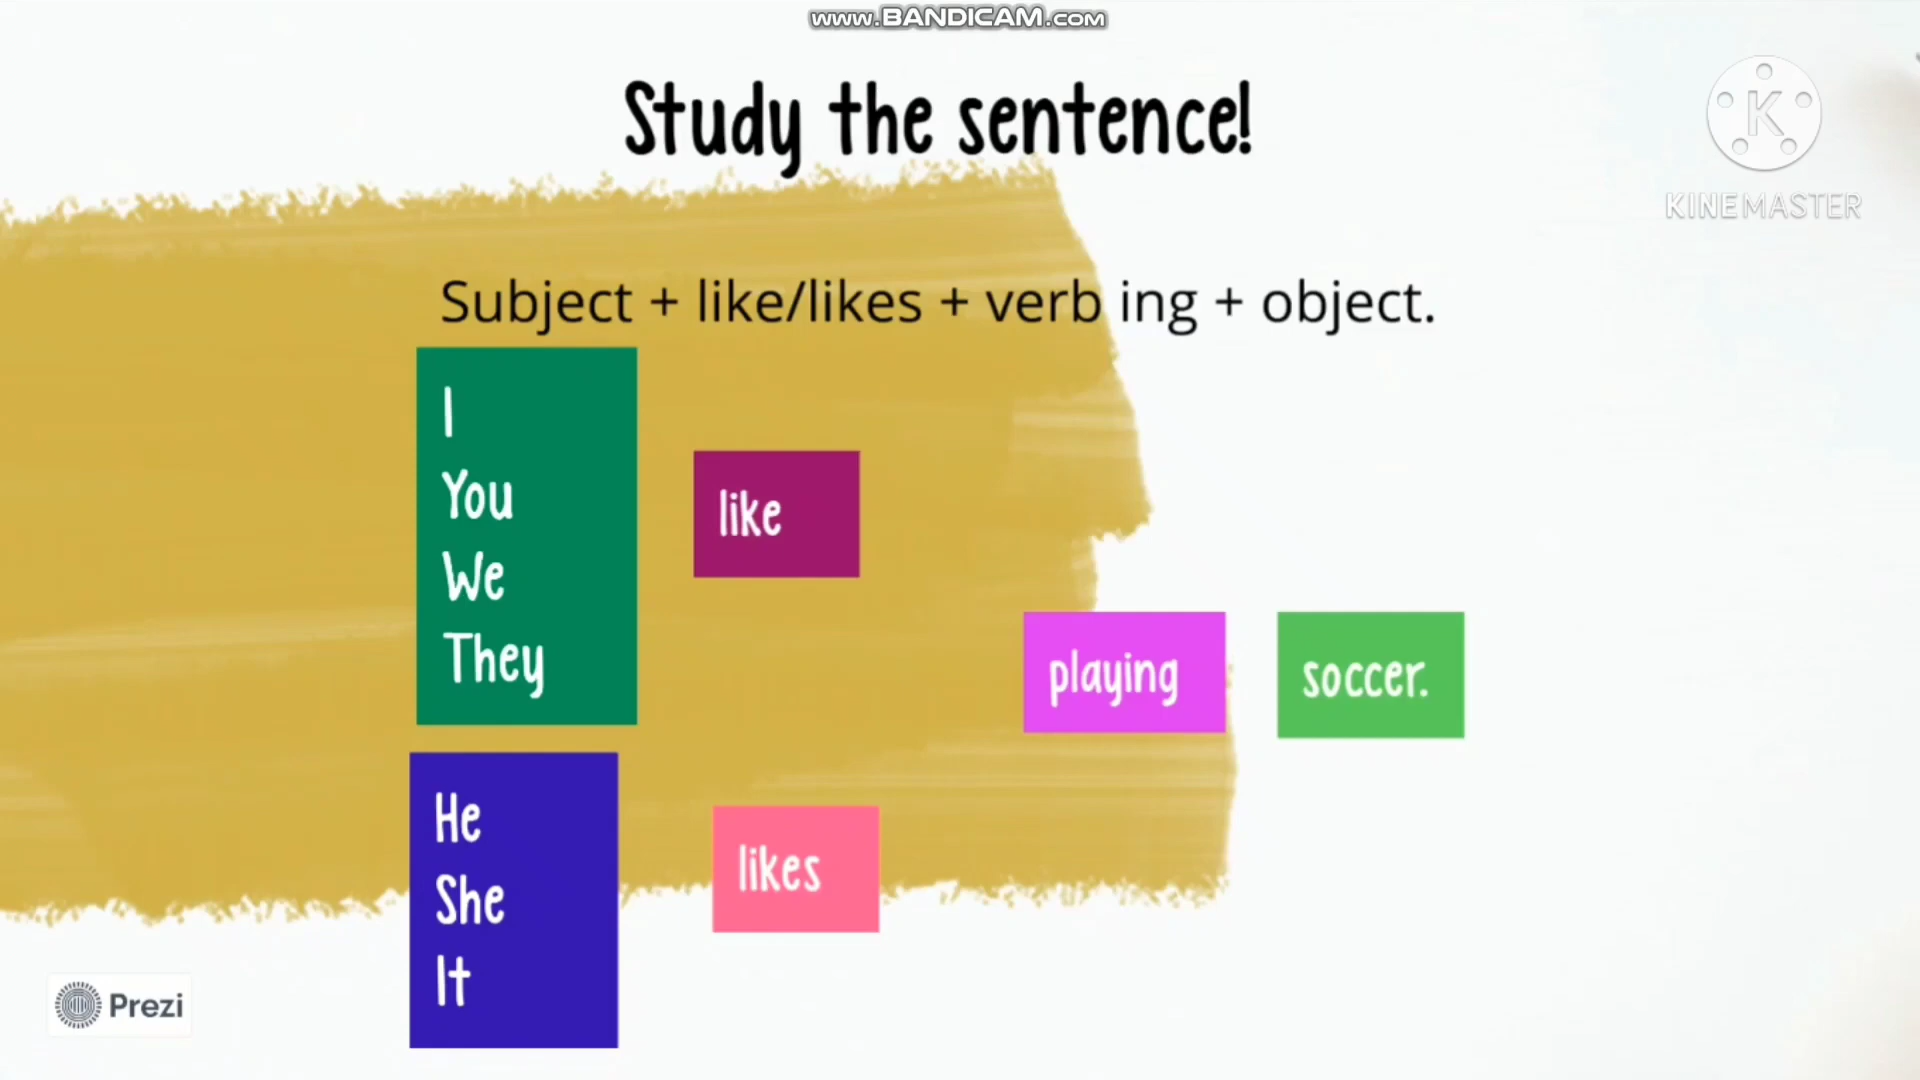 www.BANDICAM.com
Study the sentence!
K
KINEMASTER
Subject + like/likes + verb ing + object.
I
You
We
They
like
playing
soccer.
He
She
It
likes
Prezi